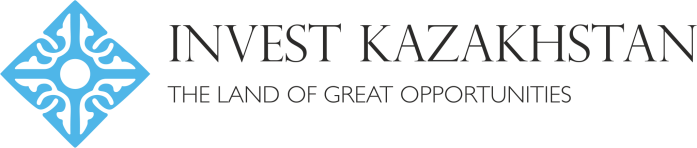 INVEST KAZAKHSTAN
THE LAND OF GREAT OPPORTUNITIES